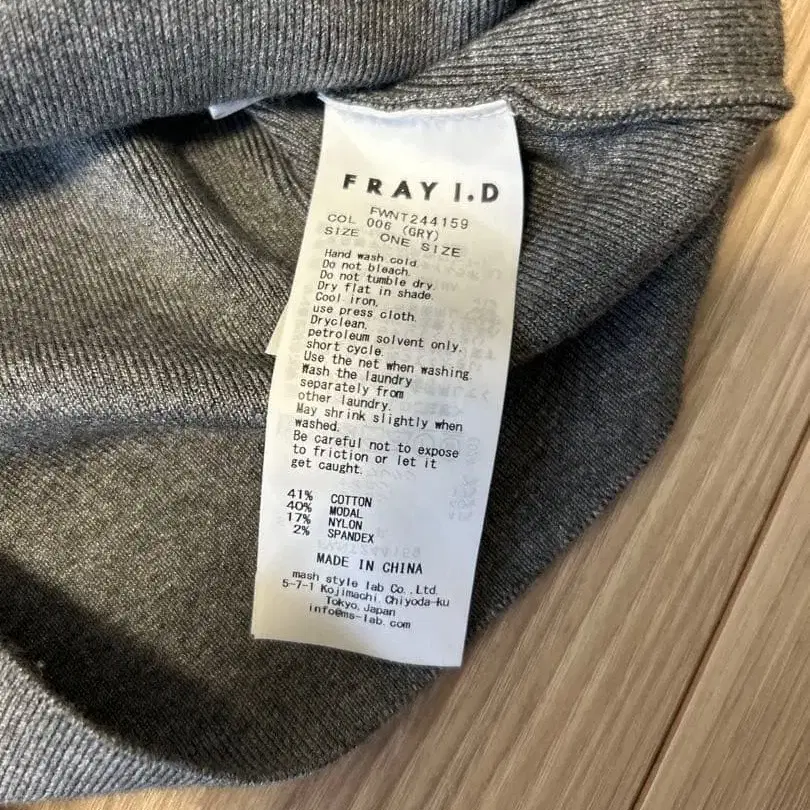 FRAY I.D
FWNT244159
COL 006 (GRY)
SIZE ONE SIZE
Hand wash cold.
Do not bleach.
Do not tumble dry.
Dry flat in shade.
Cool iron,
use press cloth.
Dryclean,
petroleum solvent only,
short cycle.
Use the net when washing.
Wash the laundry
separately from
other laundry.
May shrink slightly when
washed.
Be careful not to expose
to friction or let it
get caught.
41% COTTON
40% MODAL
17% NYLON
2% SPANDEX
MADE IN CHINA
mash style lab Co.,Ltd.
5-7-1 Kojimachi Chiyoda-ku
Tokyo, Japan
info@ms-lab.com